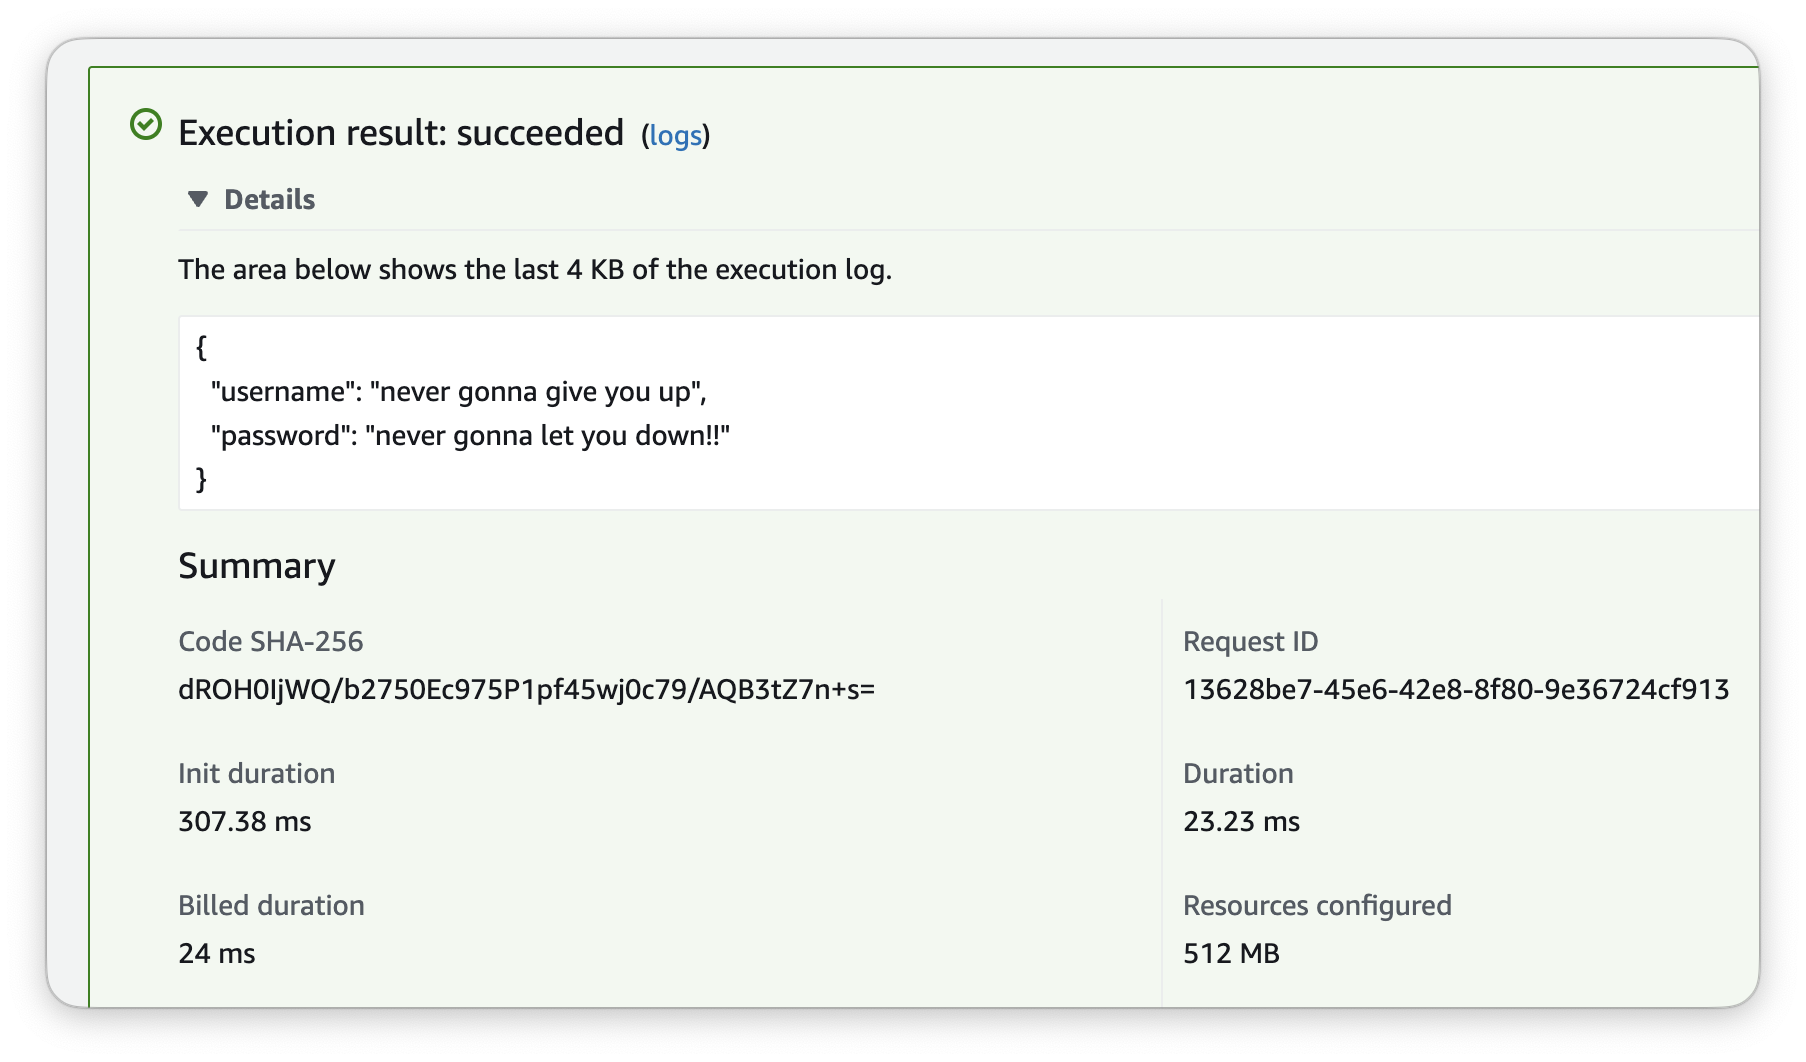 Execution result: succeeded (logs)
Details
The area below shows the last 4 KB of the execution log.
{
"username": "never gonna give you up",
"password": "never gonna let you down!!"
}
Summary
Code SHA-256
dROH0IjWQ/b2750Ec975P1pf45wj0c79/AQB3tZ7n+s=
Request ID
13628be7-45e6-42e8-8f80-9e36724cf913
Init duration
307.38 ms
Duration
23.23 ms
Billed duration
24 ms
Resources configured
512 MB